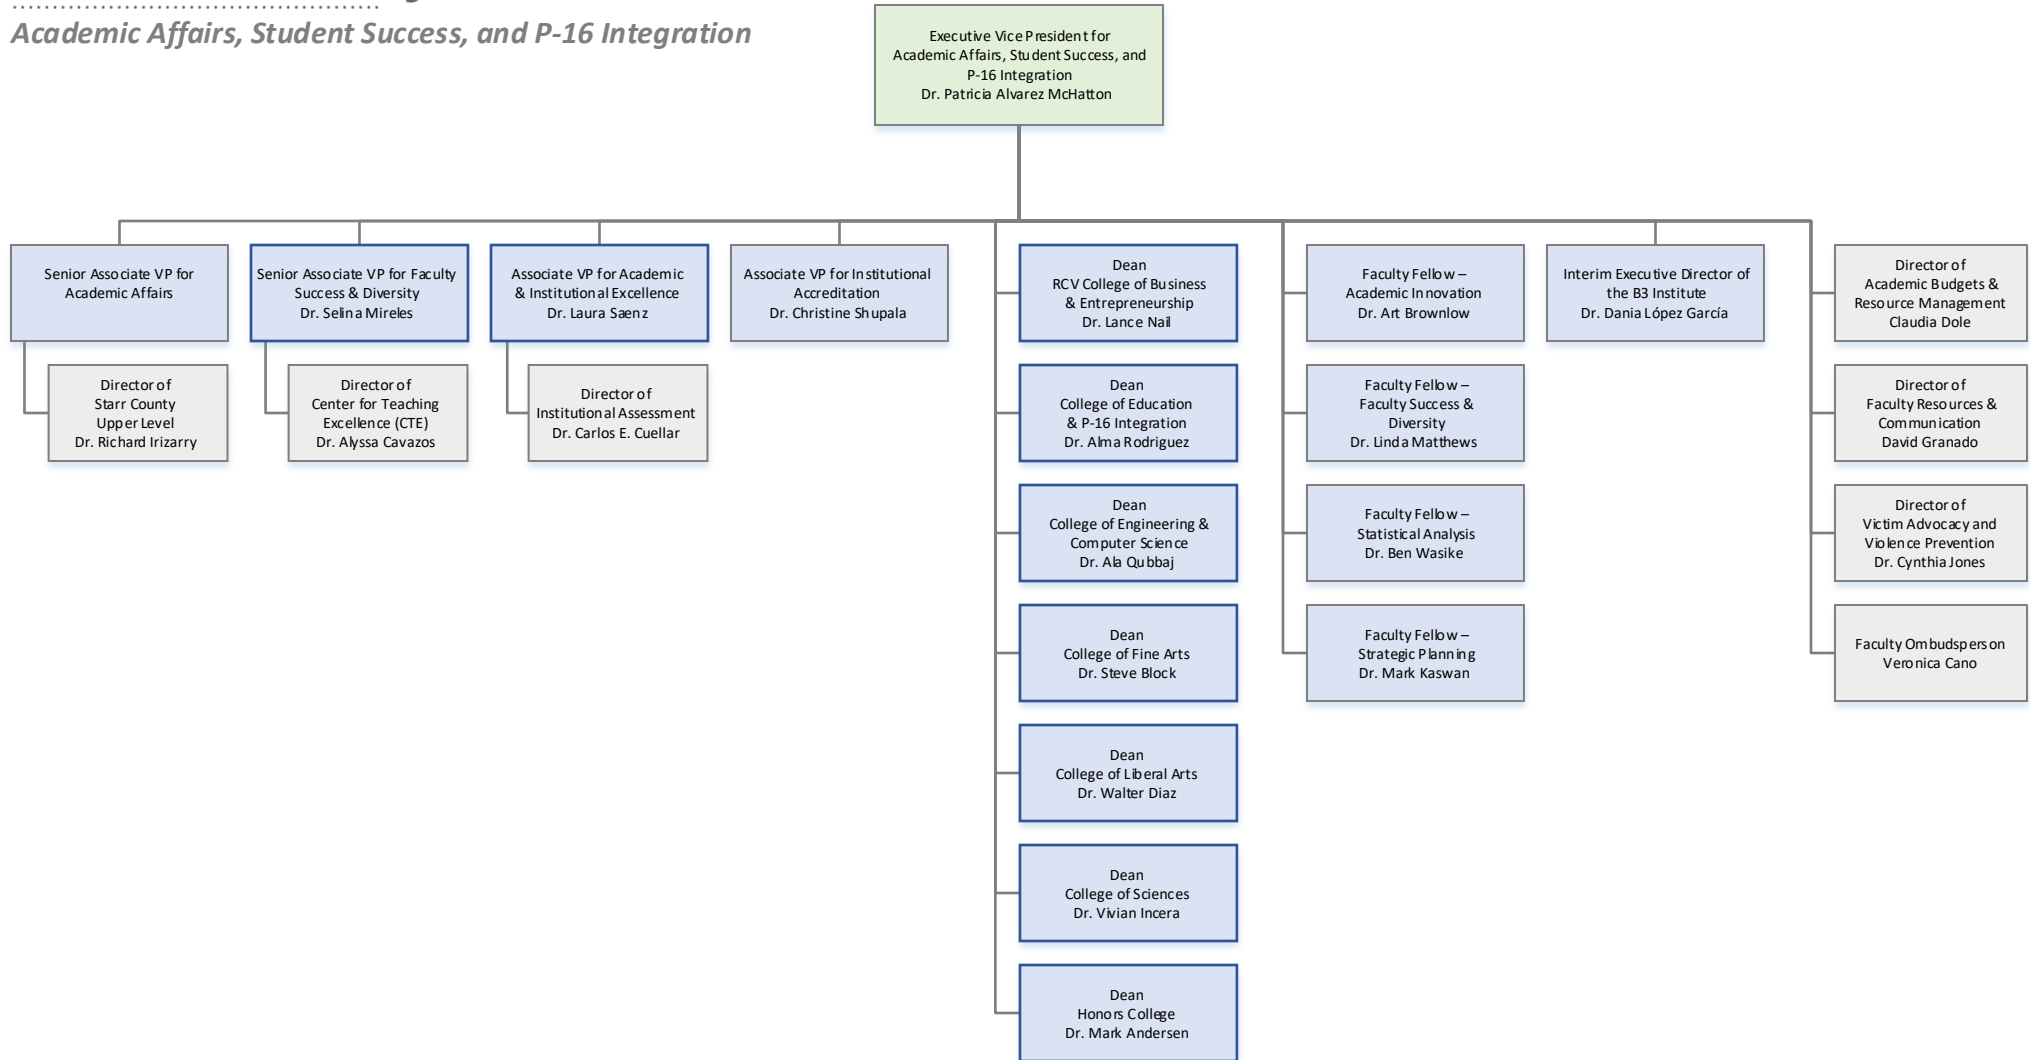 Academic Affairs, Student Success, and P-16 Integration
Executive Vice President for
Academic Affairs, Student Success, and
P-16 Integration
Dr. Patricia Alvarez McHatton
Senior Associate VP for
Academic Affairs
Senior Associate VP for Faculty
Success & Diversity
Dr. Selina Mireles
Associate VP for Academic
& Institutional Excellence
Dr. Laura Saenz
Associate VP for Institutional
Accreditation
Dr. Christine Shupala
Dean
RCV College of Business
& Entrepreneurship
Dr. Lance Nail
Faculty Fellow –
Academic Innovation
Dr. Art Brownlow
Interim Executive Director of
the B3 Institute
Dr. Dania López García
Director of
Academic Budgets &
Resource Management
Claudia Dole
Director of
Starr County
Upper Level
Dr. Richard Irizarry
Director of
Center for Teaching
Excellence (CTE)
Dr. Alyssa Cavazos
Director of
Institutional Assessment
Dr. Carlos E. Cuellar
Dean
College of Education
& P-16 Integration
Dr. Alma Rodriguez
Faculty Fellow –
Faculty Success &
Diversity
Dr. Linda Matthews
Director of
Faculty Resources &
Communication
David Granado
Dean
College of Engineering &
Computer Science
Dr. Ala Qubbaj
Faculty Fellow –
Statistical Analysis
Dr. Ben Wasike
Director of
Victim Advocacy and
Violence Prevention
Dr. Cynthia Jones
Dean
College of Fine Arts
Dr. Steve Block
Faculty Fellow –
Strategic Planning
Dr. Mark Kaswan
Faculty Ombudsperson
Veronica Cano
Dean
College of Liberal Arts
Dr. Walter Diaz
Dean
College of Sciences
Dr. Vivian Incera
Dean
Honors College
Dr. Mark Andersen